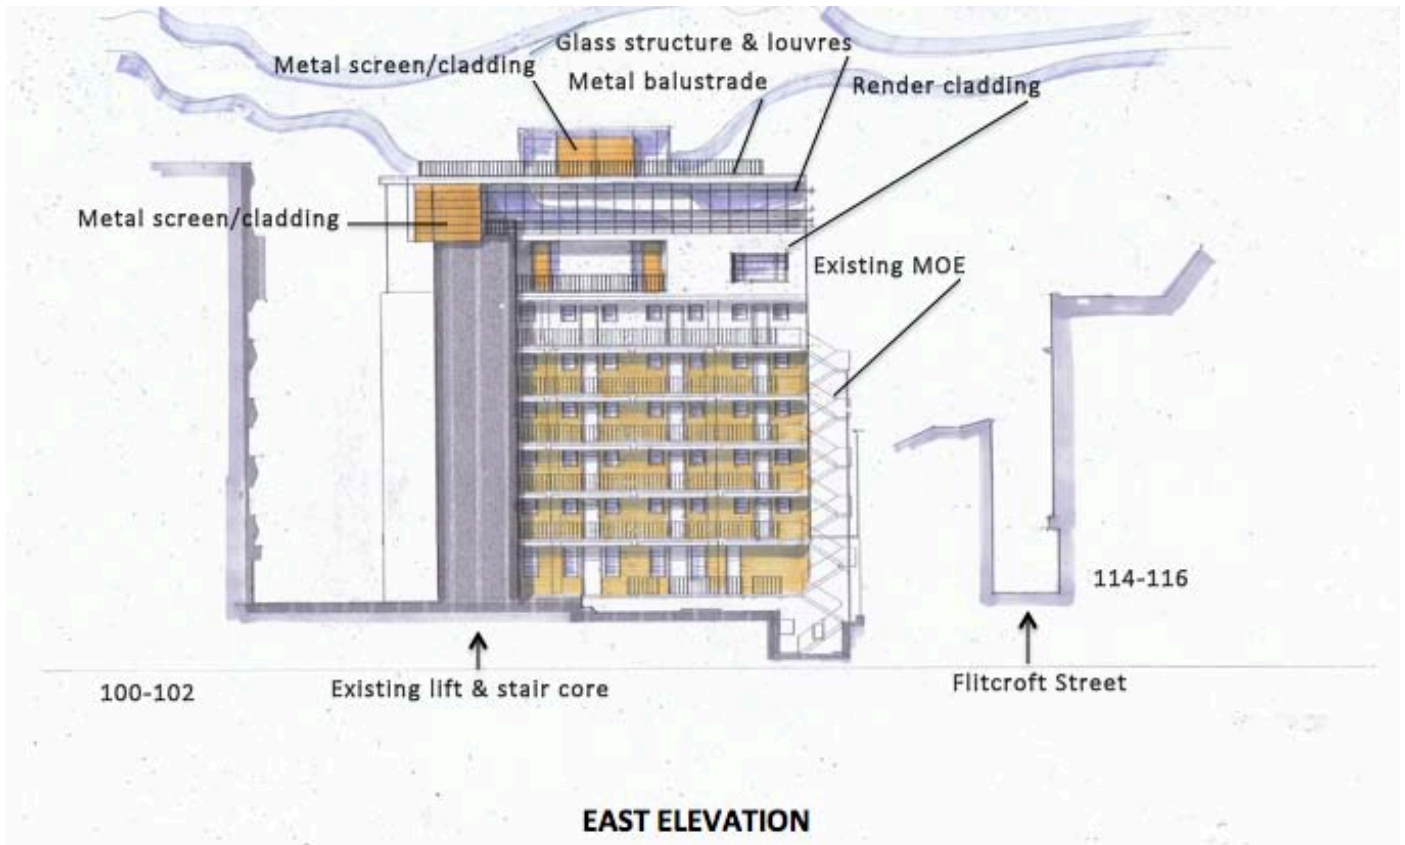 Glass structure & louvres
Metal screen/cladding
Metal balustrade
Render cladding
Metal screen/cladding
Existing MOE
114-116
100-102
Existing lift & stair core
Flitcroft Street
EAST ELEVATION